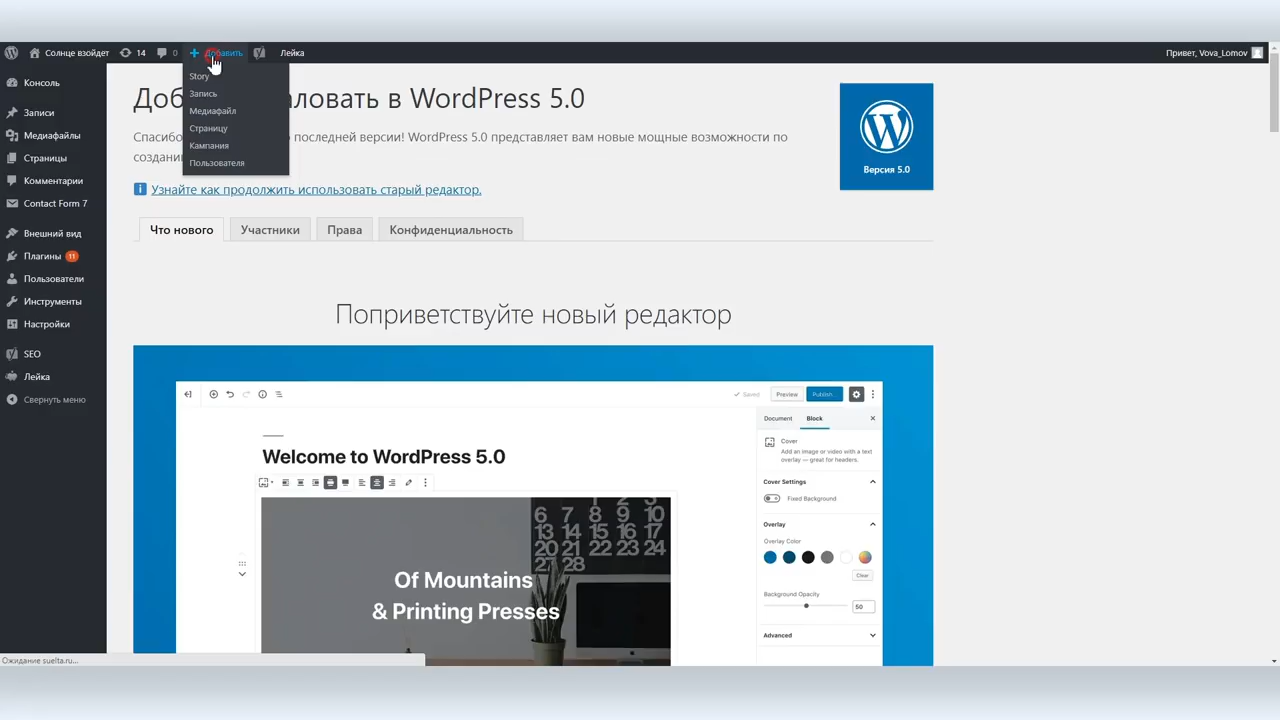 Солнце взойдет 14 0 Добавить Лейка Привет, Vova_Lomov
Story
Запись
Медиафайл
Страницу
Кампания
Пользователя
Консоль
Записи
Медиафайлы
Страницы
Комментарии
Contact Form 7
Внешний вид
Плагины 11
Пользователи
Инструменты
Настройки
SEO
Лейка
Свернуть меню
аловать в WordPress 5.0
последней версии! WordPress 5.0 представляет вам новые мощные возможности по
Версия 5.0
Узнайте как продолжить использовать старый редактор.
Что нового Участники Права Конфиденциальность
Поприветствуйте новый редактор
Saved Preview Publish
Document Block
Cover
Add an image or video with a text
overlay — great for headers.
Welcome to WordPress 5.0
Cover Settings
Fixed Background
Overlay
Overlay Color
Clear
Background Opacity
50
Advanced
6 7 8 9 10
13 14 15 16 17
20 21 22 23 24
27 28
Of Mountains
& Printing Presses
Ожидание suelta.ru...